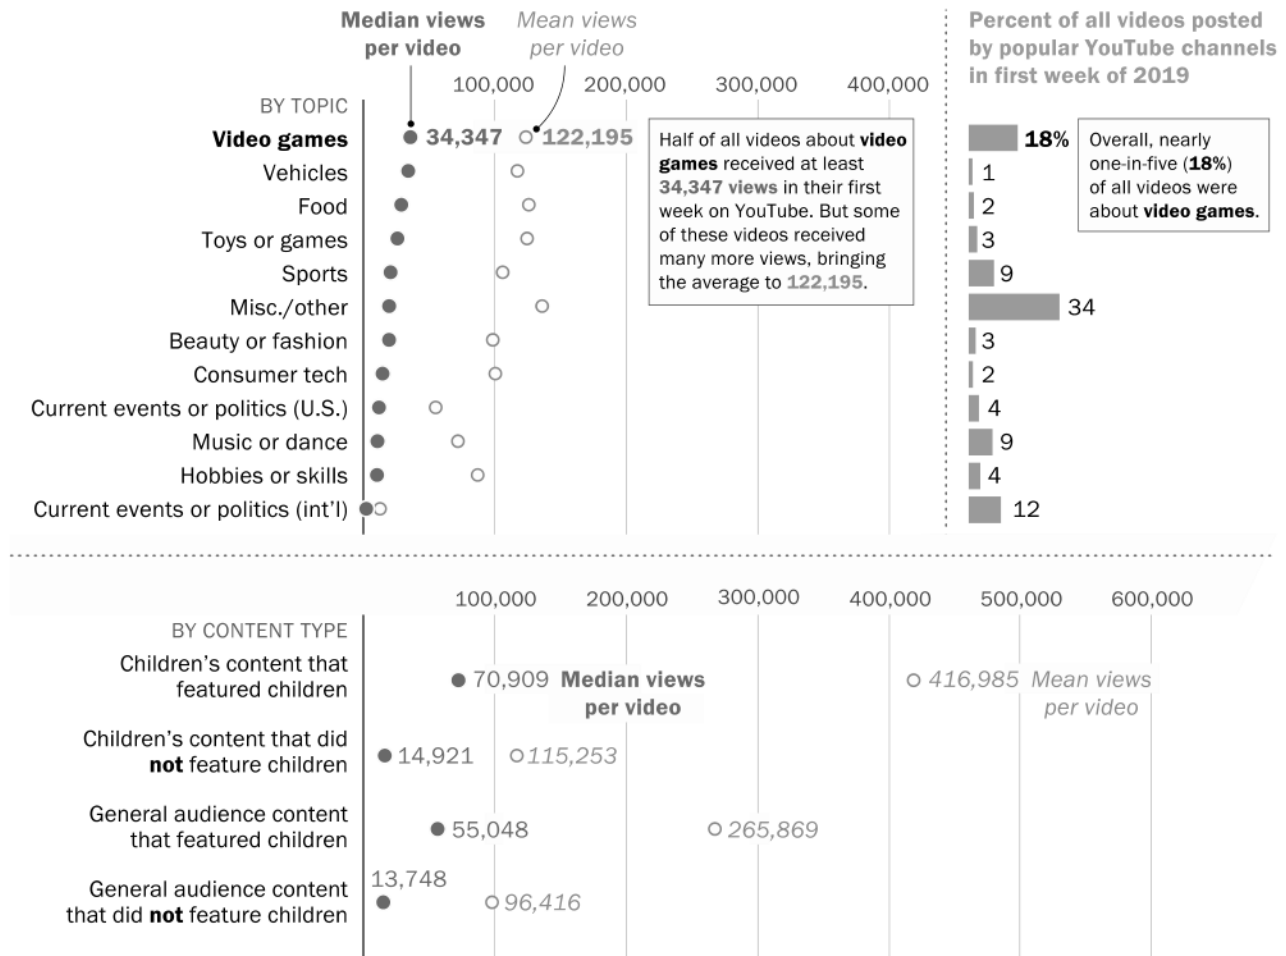 Median views
per video
Mean views
per video
Percent of all videos posted
by popular YouTube channels
in first week of 2019
100,000 200,000 300,000 400,000
BY TOPIC
Video games 34,347 122,195 18%
Vehicles 1
Food 2
Toys or games 3
Sports 9
Misc./other 34
Beauty or fashion 3
Consumer tech 2
Current events or politics (U.S.) 4
Music or dance 9
Hobbies or skills 4
Current events or politics (int'l) 12
Half of all videos about video
games received at least
34,347 views in their first
week on YouTube. But some
of these videos received
many more views, bringing
the average to 122,195.
Overall, nearly
one-in-five (18%)
of all videos were
about video games.
100,000 200,000 300,000 400,000 500,000 600,000
BY CONTENT TYPE
Children's content that
featured children
70,909 Median views
per video
416,985 Mean views
per video
Children's content that did
not feature children
14,921 115,253
General audience content
that featured children
55,048 265,869
General audience content
that did not feature children
13,748 96,416